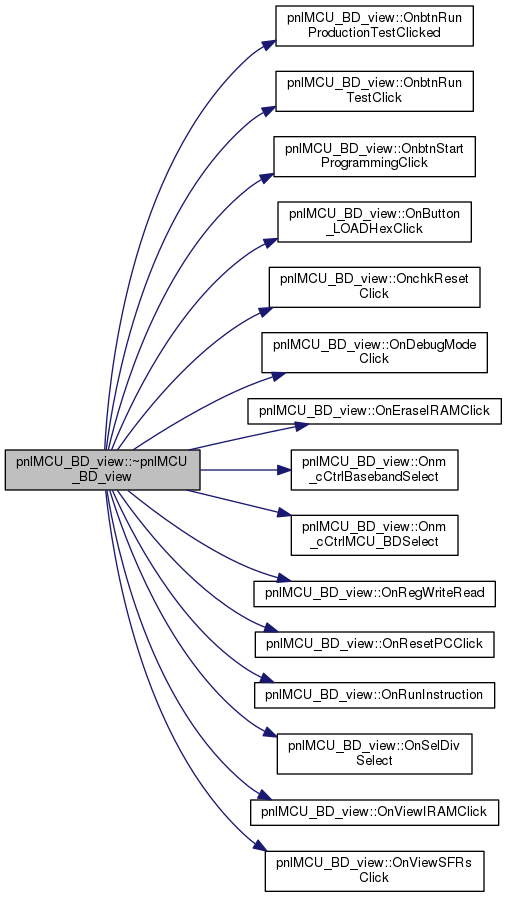 pnlMCU_BD_view::OnbtnRun
ProductionTestClicked
pnlMCU_BD_view::OnbtnRun
TestClick
pnlMCU_BD_view::OnbtnStart
ProgrammingClick
pnlMCU_BD_view::OnButton
_LOADHexClick
pnlMCU_BD_view::OnchkReset
Click
pnlMCU_BD_view::OnDebugMode
Click
pnlMCU_BD_view::OnEraseIRAMClick
pnlMCU_BD_view::~pnlMCU
_BD_view
pnlMCU_BD_view::Onm
_cCtrlBasebandSelect
pnlMCU_BD_view::Onm
_cCtrlMCU_BDSelect
pnlMCU_BD_view::OnRegWriteRead
pnlMCU_BD_view::OnResetPCClick
pnlMCU_BD_view::OnRunInstruction
pnlMCU_BD_view::OnSelDiv
Select
pnlMCU_BD_view::OnViewIRAMClick
pnlMCU_BD_view::OnViewSFRs
Click